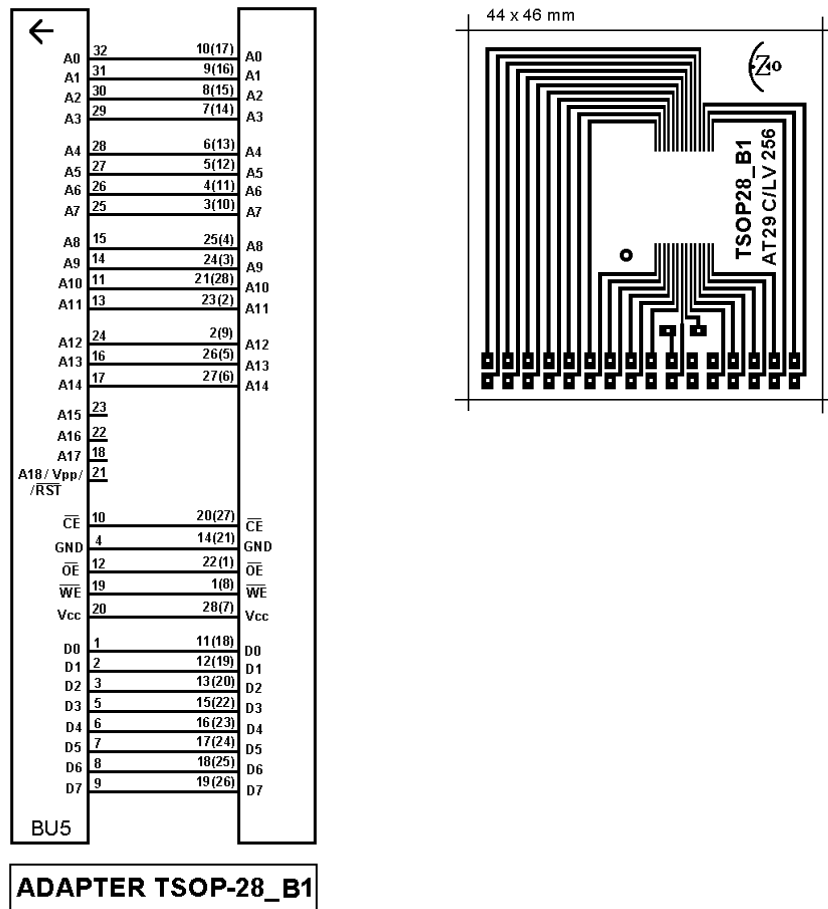 44 x 46 mm
A0 32 10(17) A0
A1 31 9(16) A1
A2 30 8(15) A2
A3 29 7(14) A3
A4 28 6(13) A4
A5 27 5(12) A5
A6 26 4(11) A6
A7 25 3(10) A7
A8 15 25(4) A8
A9 14 24(3) A9
A10 11 21(28) A10
A11 13 23(2) A11
A12 24 2(9) A12
A13 16 26(5) A13
A14 17 27(6) A14
A15 23
A16 22
A17 18
A18/ Vpp/ 21
/RST
CE 10 20(27) CE
GND 4 14(21) GND
OE 12 22(1) OE
WE 19 1(8) WE
Vcc 20 28(7) Vcc
D0 1 11(18) D0
D1 2 12(19) D1
D2 3 13(20) D2
D3 5 15(22) D3
D4 6 16(23) D4
D5 7 17(24) D5
D6 8 18(25) D6
D7 9 19(26) D7
BU5
ADAPTER TSOP-28_B1
Zo
TSOP28_B1
AT29 C/LV 256